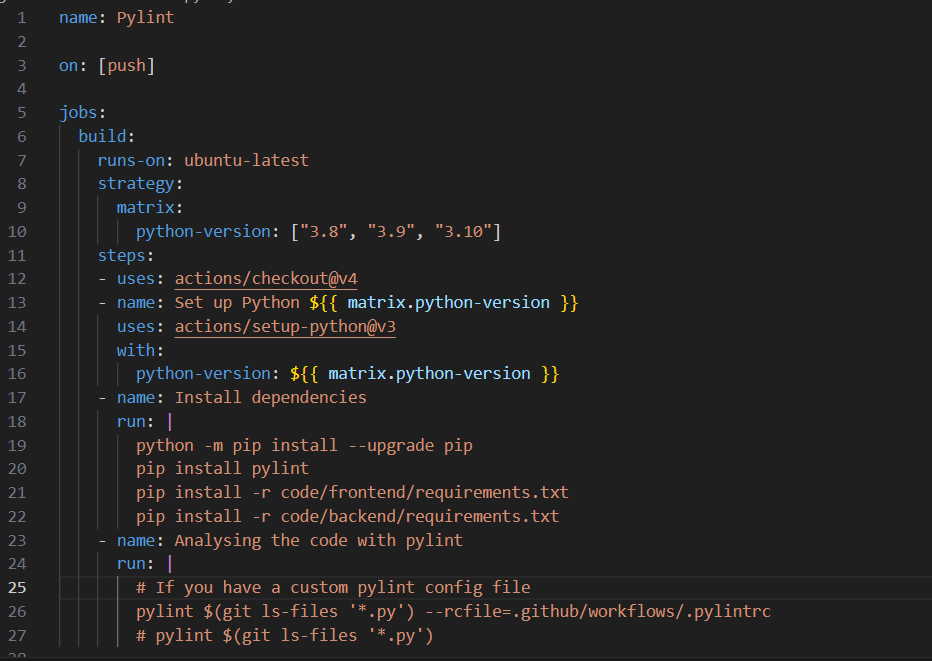 1 name: Pylint
2
3 on: [push]
4
5 jobs:
6   build:
7     runs-on: ubuntu-latest
8     strategy:
9       matrix:
10         python-version: ["3.8", "3.9", "3.10"]
11     steps:
12     - uses: actions/checkout@v4
13     - name: Set up Python ${{ matrix.python-version }}
14       uses: actions/setup-python@v3
15       with:
16         python-version: ${{ matrix.python-version }}
17     - name: Install dependencies
18       run: |
19         python -m pip install --upgrade pip
20         pip install pylint
21         pip install -r code/frontend/requirements.txt
22         pip install -r code/backend/requirements.txt
23     - name: Analysing the code with pylint
24       run: |
25         # If you have a custom pylint config file
26         pylint $(git ls-files '*.py') --rcfile=.github/workflows/.pylintrc
27         # pylint $(git ls-files '*.py')